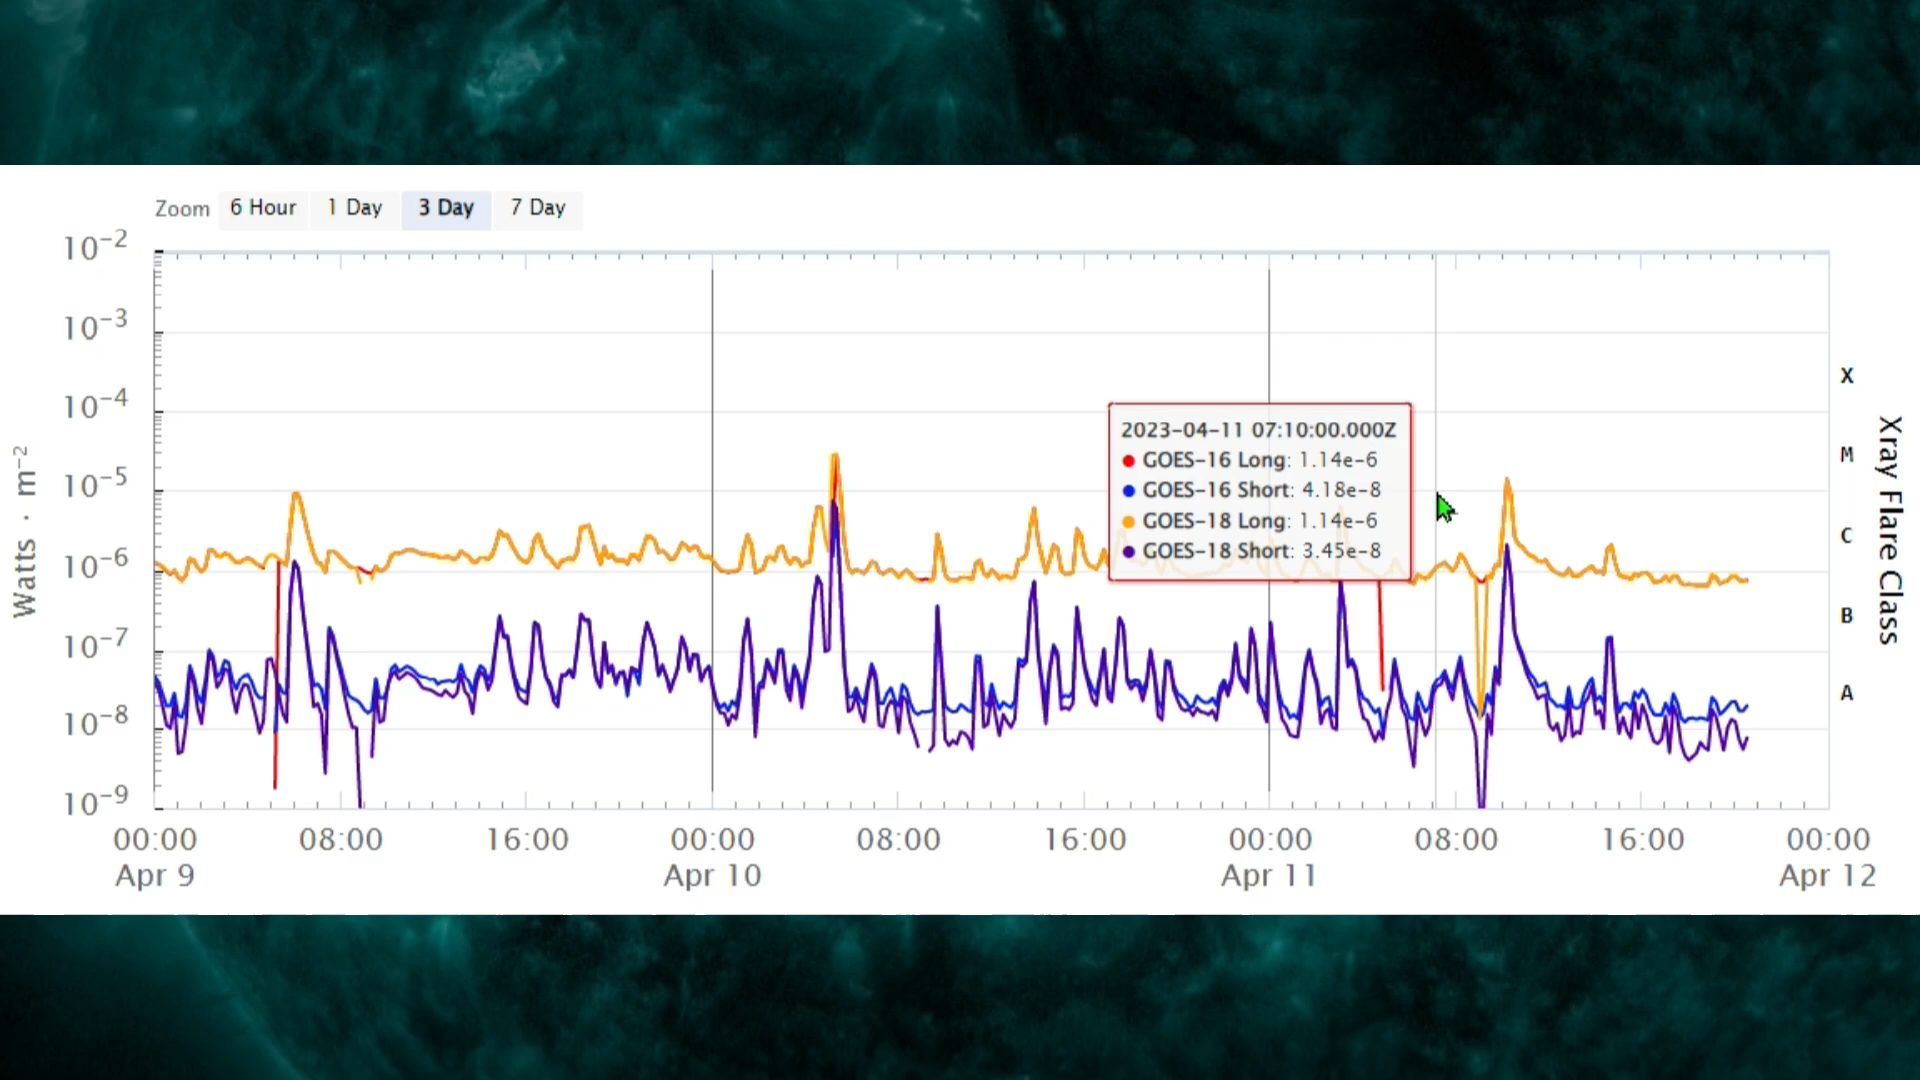 Zoom 6 Hour 1 Day 3 Day 7 Day
10⁻²
10⁻³
10⁻⁴
10⁻⁵
10⁻⁶
10⁻⁷
10⁻⁸
10⁻⁹
Watts · m⁻²
2023-04-11 07:10:00.000Z
GOES-16 Long: 1.14e-6
GOES-16 Short: 4.18e-8
GOES-18 Long: 1.14e-6
GOES-18 Short: 3.45e-8
X
M
C
B
A
Xray Flare Class
00:00 08:00 16:00 00:00 08:00 16:00 00:00 08:00 16:00 00:00
Apr 9 Apr 10 Apr 11 Apr 12